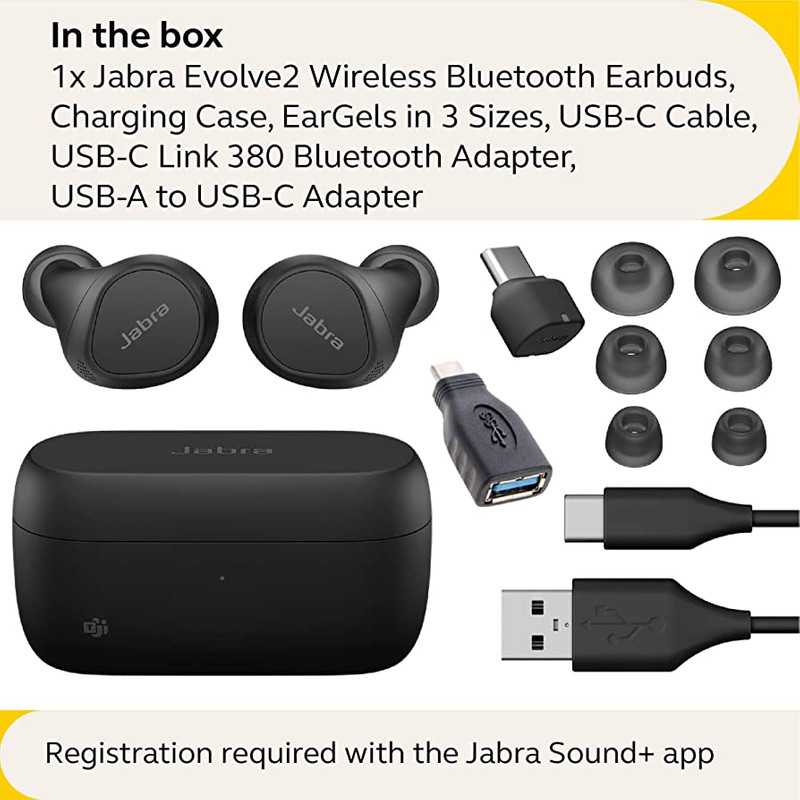 In the box
1x Jabra Evolve2 Wireless Bluetooth Earbuds,
Charging Case, EarGels in 3 Sizes, USB-C Cable,
USB-C Link 380 Bluetooth Adapter,
USB-A to USB-C Adapter
Jabra
Jabra
Jabra
Registration required with the Jabra Sound+ app